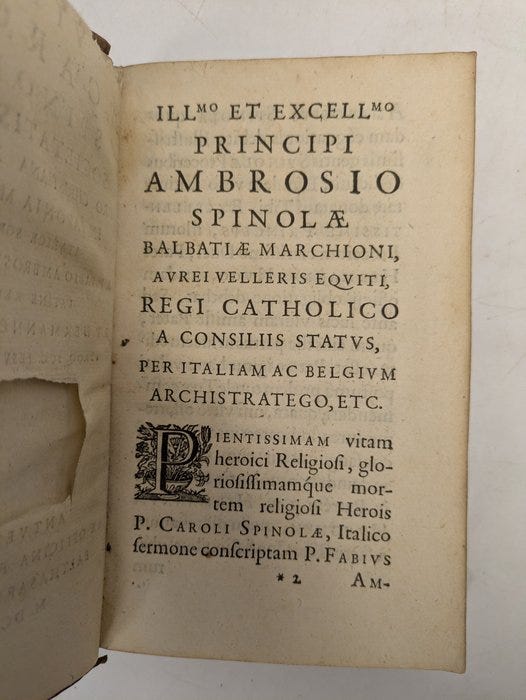 ILLᴹᴼ ET EXCELLᴹᴼ
PRINCIPI
AMBROSIO
SPINOLÆ
BALBATIÆ MARCHIONI,
AVREI VELLERIS EQVITI,
REGI CATHOLICO
A CONSILIIS STATVS,
PER ITALIAM AC BELGIVM
ARCHISTRATEGO, ETC.
PIENTISSIMAM vitam
heroici Religiosi, glo-
riosissimamque mor-
tem religiosi Herois
P. CAROLI SPINOLÆ, Italico
sermone conscriptam P. FABIVS
* 2 AM-